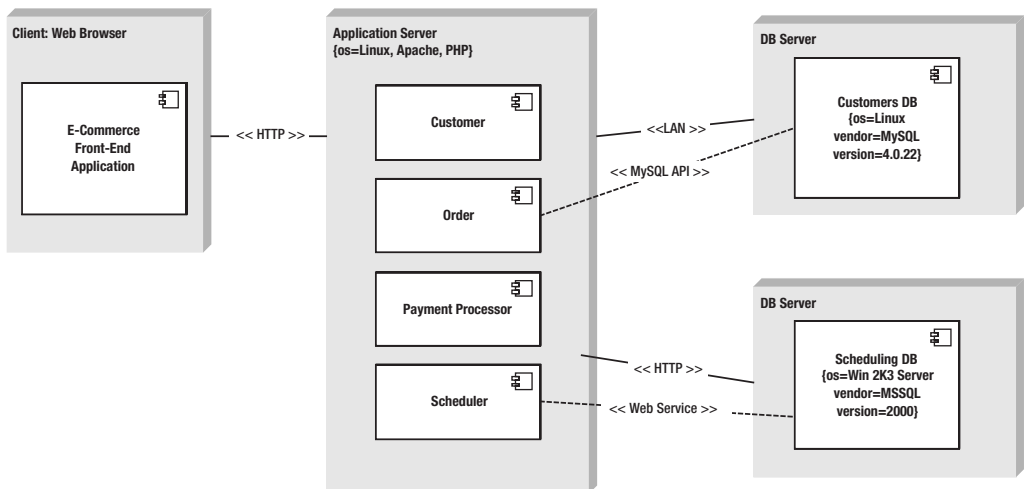 Client: Web Browser
E-Commerce
Front-End
Application
<< HTTP >>
Application Server
{os=Linux, Apache, PHP}
Customer
Order
Payment Processor
Scheduler
<<LAN >>
<< MySQL API >>
<< HTTP >>
<< Web Service >>
DB Server
Customers DB
{os=Linux
vendor=MySQL
version=4.0.22}
DB Server
Scheduling DB
{os=Win 2K3 Server
vendor=MSSQL
version=2000}